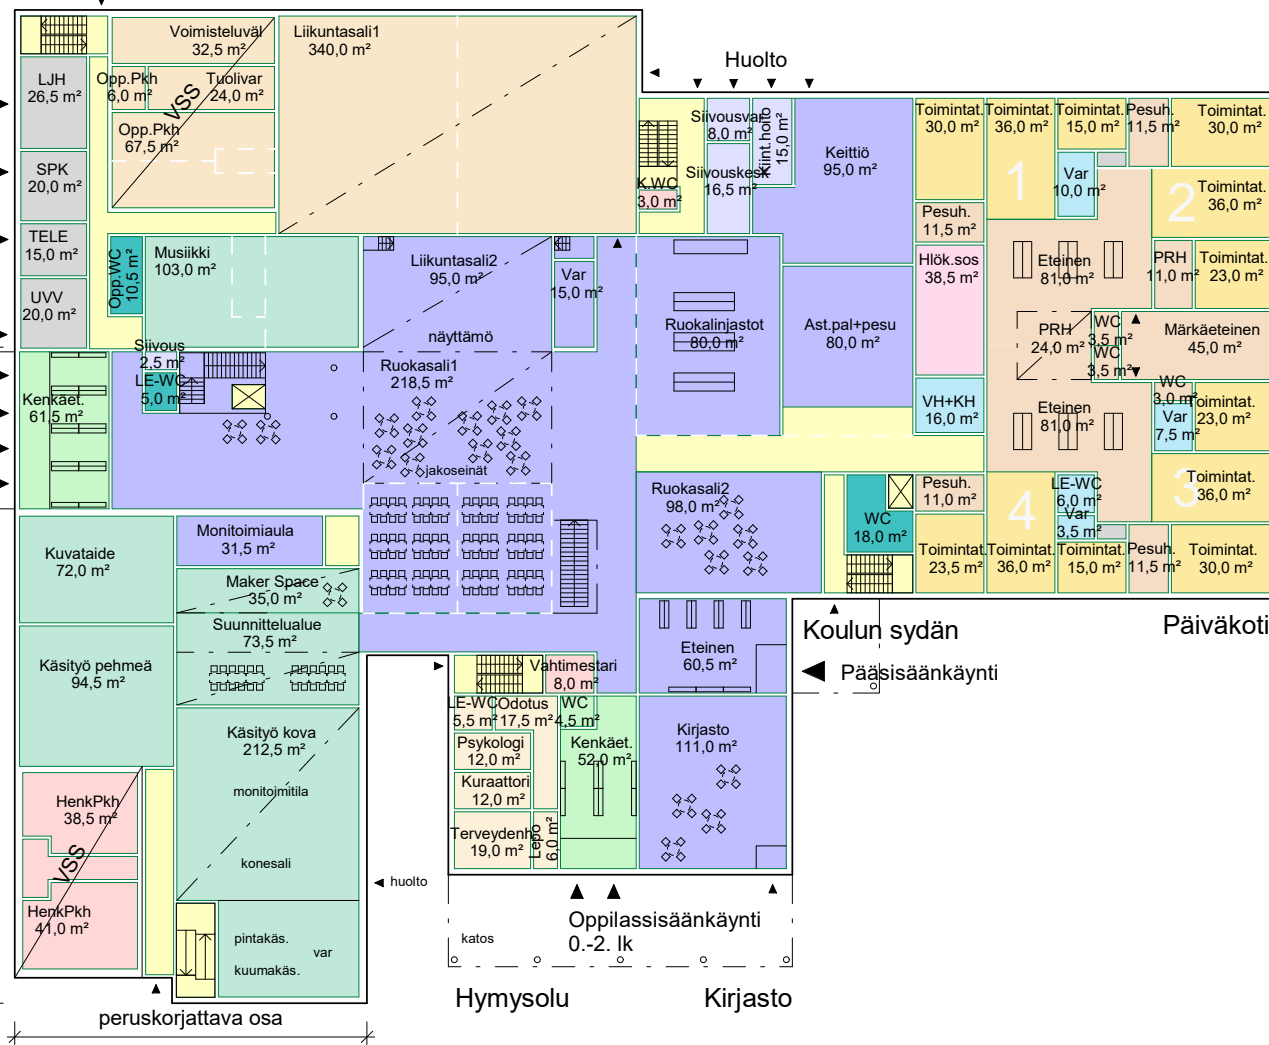 Voimisteluväl
32,5 m²
Liikuntasali1
340,0 m²
Huolto
LJH
26,5 m²
Opp.Pkh
6,0 m²
Tuolivar
24,0 m²
VSS
Opp.Pkh
67,5 m²
SPK
20,0 m²
TELE
15,0 m²
UVV
20,0 m²
Opp.WC
10,5 m²
Musiikki
103,0 m²
Liikuntasali2
95,0 m²
näyttämö
Var
15,0 m²
K.WC
3,0 m²
Siivousvar
8,0 m²
Siivouskesk
16,5 m²
Kiint.hoito
15,0 m²
Keittiö
95,0 m²
Ruokalinjastot
80,0 m²
Ast.pal+pesu
80,0 m²
Toimintat.
30,0 m²
Toimintat.
36,0 m²
1
Toimintat.
15,0 m²
Pesuh.
11,5 m²
Toimintat.
30,0 m²
Var
10,0 m²
2
Toimintat.
36,0 m²
Pesuh.
11,5 m²
Hlök.sos
38,5 m²
Eteinen
81,0 m²
PRH
11,0 m²
Toimintat.
23,0 m²
PRH
24,0 m²
WC
3,5 m²
WC
3,5 m²
Märkäeteinen
45,0 m²
VH+KH
16,0 m²
Eteinen
81,0 m²
WC
3,0 m²
Var
7,5 m²
Toimintat.
23,0 m²
Siivous
2,5 m²
LE-WC
5,0 m²
Kenkäet.
61,5 m²
Ruokasali1
218,5 m²
jakoseinät
Ruokasali2
98,0 m²
WC
18,0 m²
Pesuh.
11,0 m²
4
LE-WC
6,0 m²
Var
3,5 m²
3
Toimintat.
36,0 m²
Toimintat.
23,5 m²
Toimintat.
36,0 m²
Toimintat.
15,0 m²
Pesuh.
11,5 m²
Toimintat.
30,0 m²
Monitoimiaula
31,5 m²
Kuvataide
72,0 m²
Maker Space
35,0 m²
Suunnittelualue
73,5 m²
Käsityö pehmeä
94,5 m²
Eteinen
60,5 m²
Koulun sydän
Päiväkoti
Pääsisäänkäynti
Vahtimestari
8,0 m²
LE-WC
5,5 m²
Odotus
17,5 m²
WC
4,5 m²
Käsityö kova
212,5 m²
monitoimitila
konesali
Psykologi
12,0 m²
Kenkäet.
52,0 m²
Kirjasto
111,0 m²
Kuraattori
12,0 m²
Terveydenh
19,0 m²
Lepo
6,0 m²
HenkPkh
38,5 m²
VSS
HenkPkh
41,0 m²
huolto
pintakäs.
var
kuumakäs.
katos
Oppilassisäänkäynti
0.-2. lk
Hymysolu
Kirjasto
peruskorjattava osa